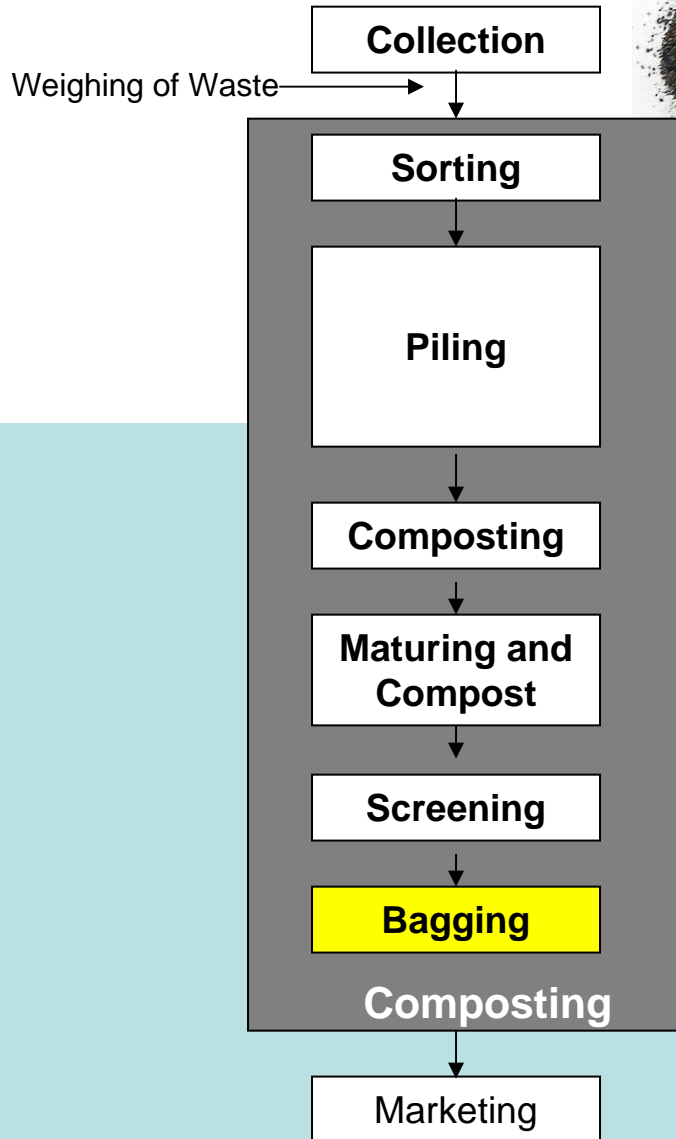 Collection
Weighing of Waste
Sorting
Piling
Composting
Maturing and
Compost
Screening
Bagging
Composting
Marketing